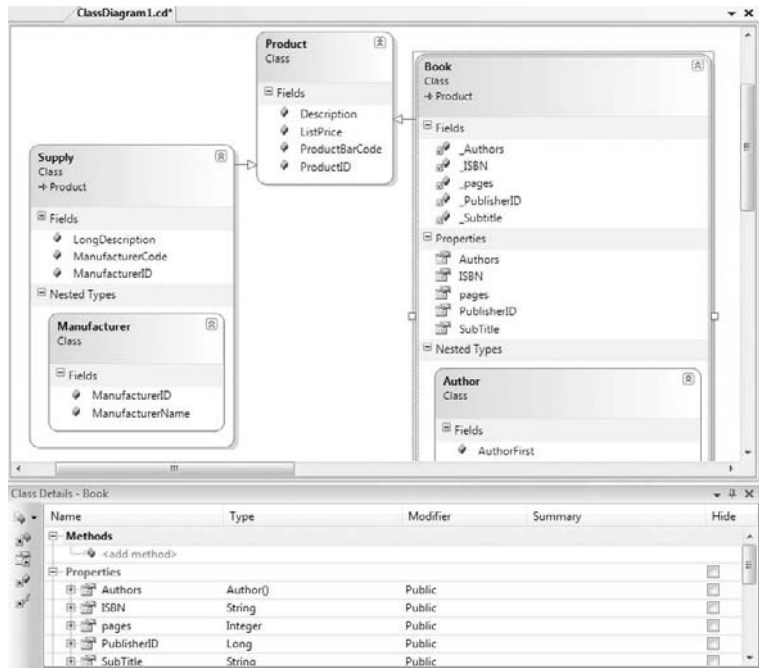 ClassDiagram1.cd*
Product
Class
Fields
Description
ListPrice
ProductBarCode
ProductID
Supply
Class
Product
Fields
LongDescription
ManufacturerCode
ManufacturerID
Nested Types
Manufacturer
Class
Fields
ManufacturerID
ManufacturerName
Book
Class
Product
Fields
_Authors
_ISBN
_pages
_PublisherID
_Subtitle
Properties
Authors
ISBN
pages
PublisherID
SubTitle
Nested Types
Author
Class
Fields
AuthorFirst
Class Details - Book
Name Type Modifier Summary Hide
Methods
<add method>
Properties
Authors Author() Public
ISBN String Public
pages Integer Public
PublisherID Long Public
SubTitle String Public